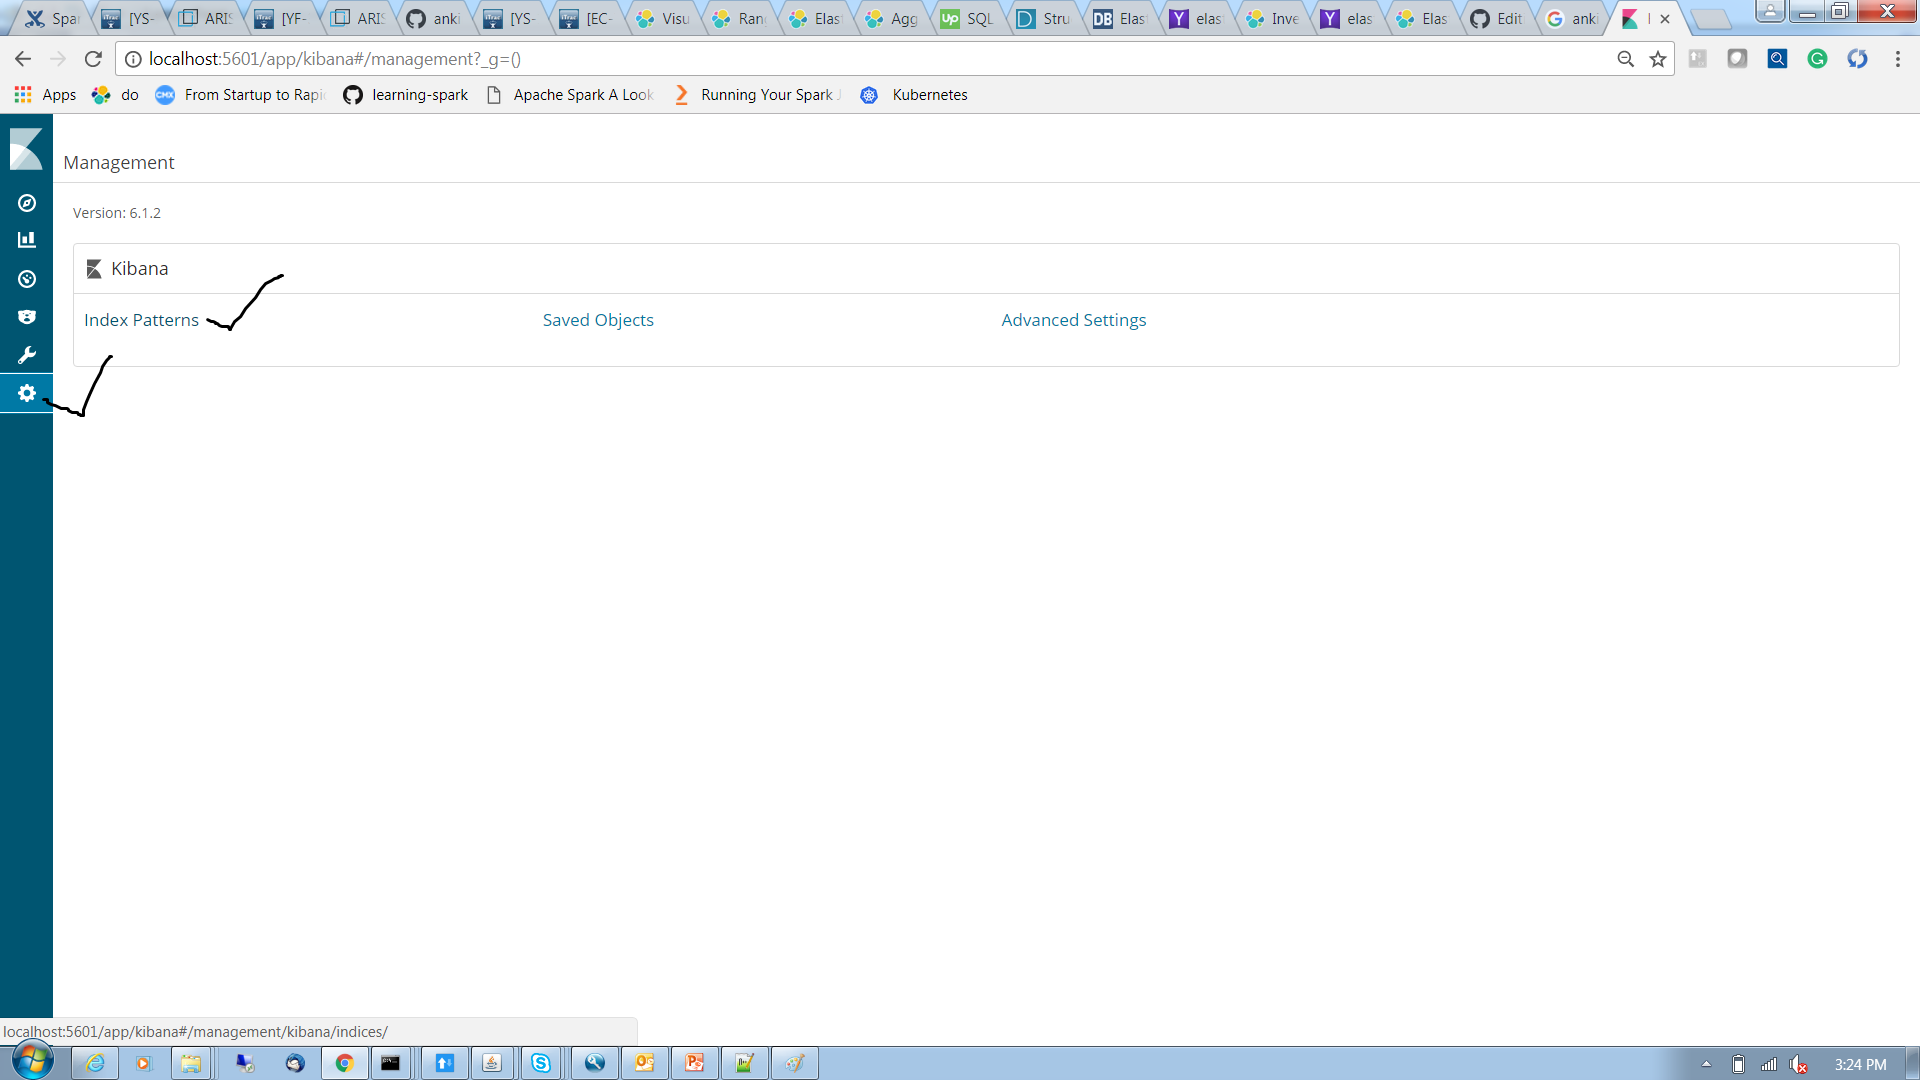 Spa [YS- ARIS [YF- ARIS anki [YS- [EC- Visu Ran Elas Agg SQL Stru Elas elas Inve elas Elas Edit anki
localhost:5601/app/kibana#/management?_g=()
Apps do From Startup to Rapi learning-spark Apache Spark A Look Running Your Spark J Kubernetes
Management
Version: 6.1.2
Kibana
Index Patterns Saved Objects Advanced Settings
localhost:5601/app/kibana#/management/kibana/indices/
3:24 PM